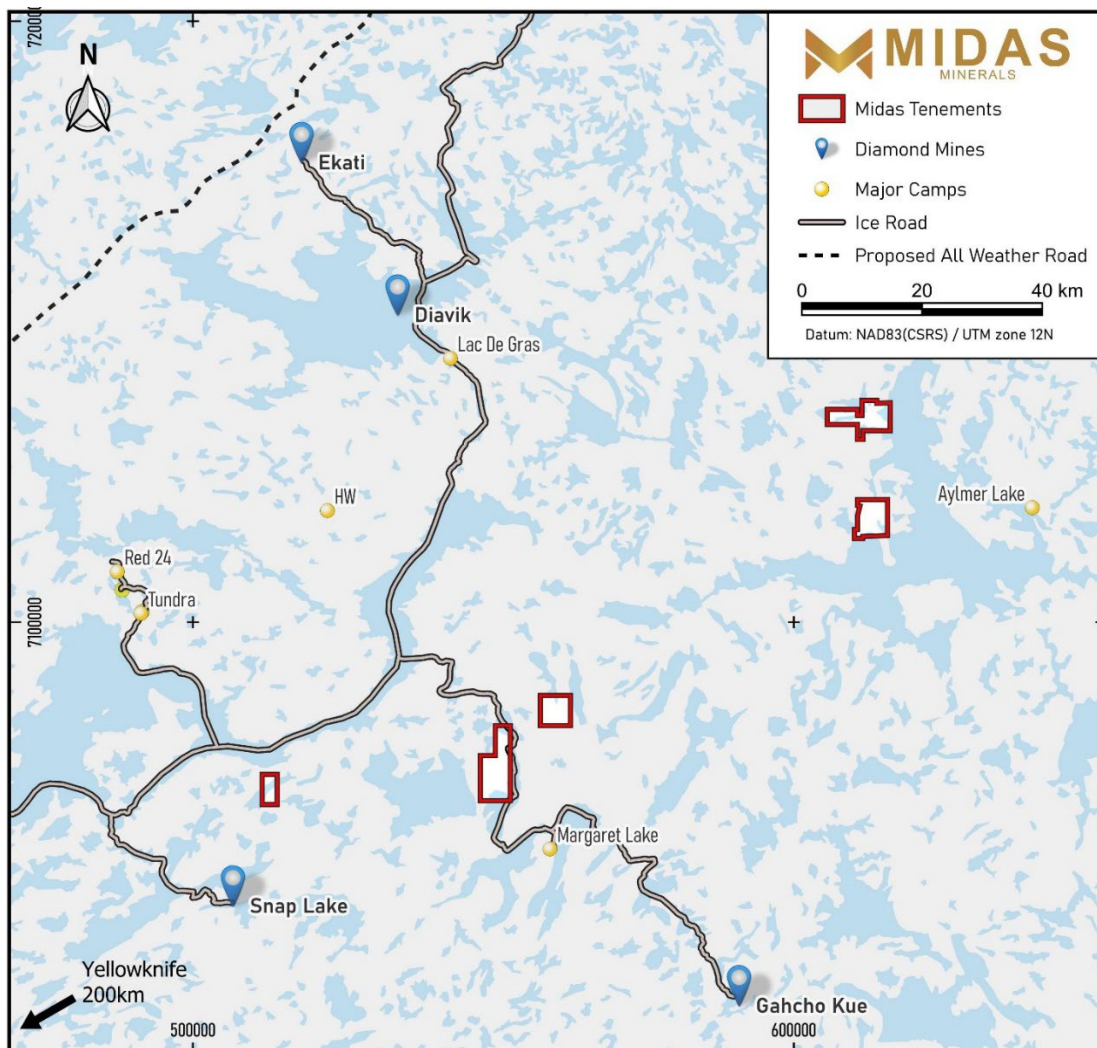 7200000
N
MIDAS
MINERALS
Midas Tenements
Diamond Mines
Major Camps
Ice Road
Proposed All Weather Road
0 20 40 km
Datum: NAD83(CSRS) / UTM zone 12N
Ekati
Diavik
Lac De Gras
HW
Aylmer Lake
Red 24
Tundra
7100000
Margaret Lake
Snap Lake
Yellowknife
200km
Gahcho Kue
500000
600000